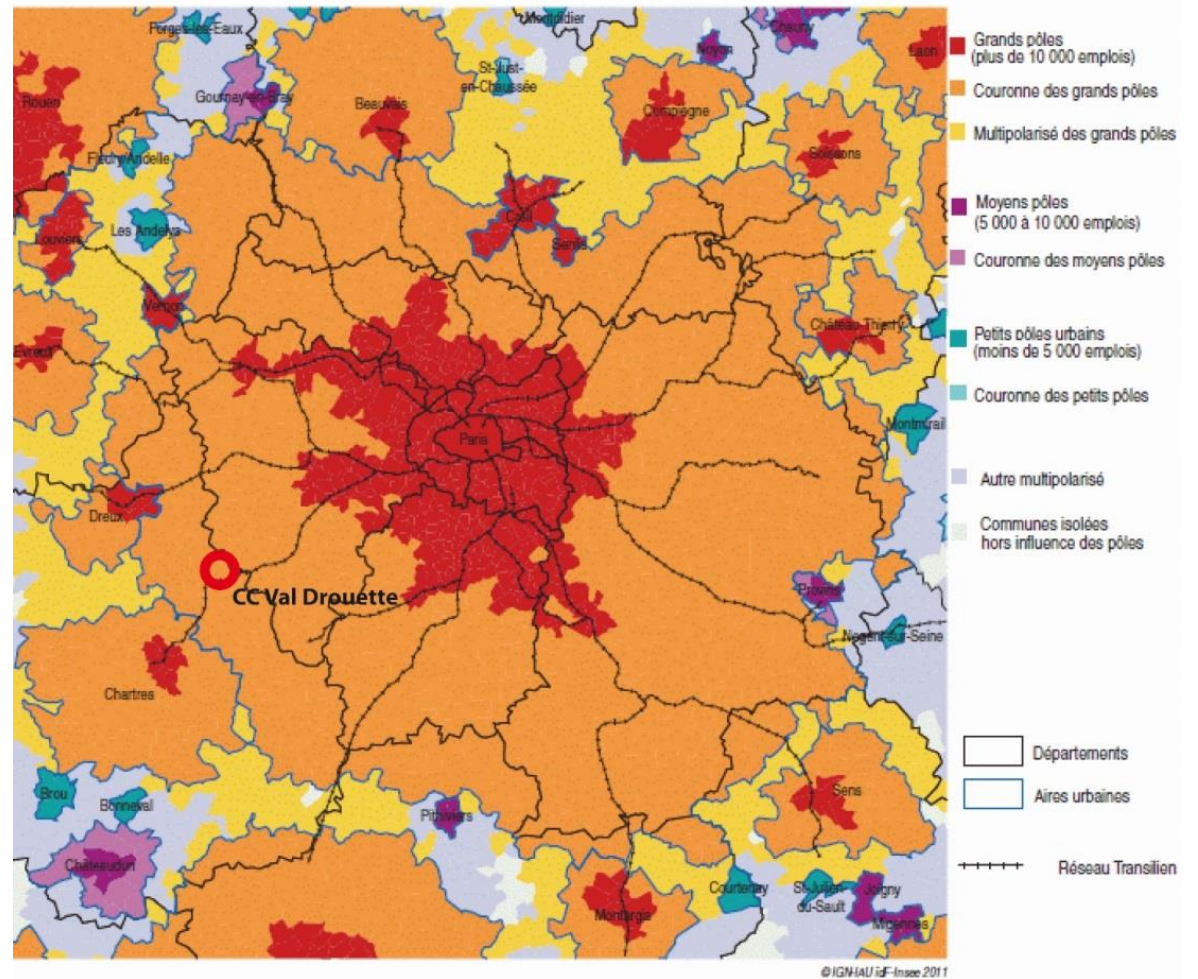 Forges-les-Eaux
Montdidier
Chauny
Noyon
Laon
St-Just-
en-Chaussée
Rouen
Gournay-en-Bray
Beauvais
Compiègne
Fleury-Andelle
Soissons
Creil
Louviers
Les Andelys
Senlis
Vernon
Château-Thierry
Evreux
Paris
Montmirail
Dreux
CC Val Drouette
Provins
Nogent-sur-Seine
Chartres
Brou
Bonneval
Pithiviers
Sens
Châteaudun
Montargis
Courtenay
St-Julien-
du-Sault
Joigny
Migennes
Grands pôles
(plus de 10 000 emplois)
Couronne des grands pôles
Multipolarisé des grands pôles
Moyens pôles
(5 000 à 10 000 emplois)
Couronne des moyens pôles
Petits pôles urbains
(moins de 5 000 emplois)
Couronne des petits pôles
Autre multipolarisé
Communes isolées
hors influence des pôles
Départements
Aires urbaines
Réseau Transilien
© IGN-IAU îdF-Insee 2011